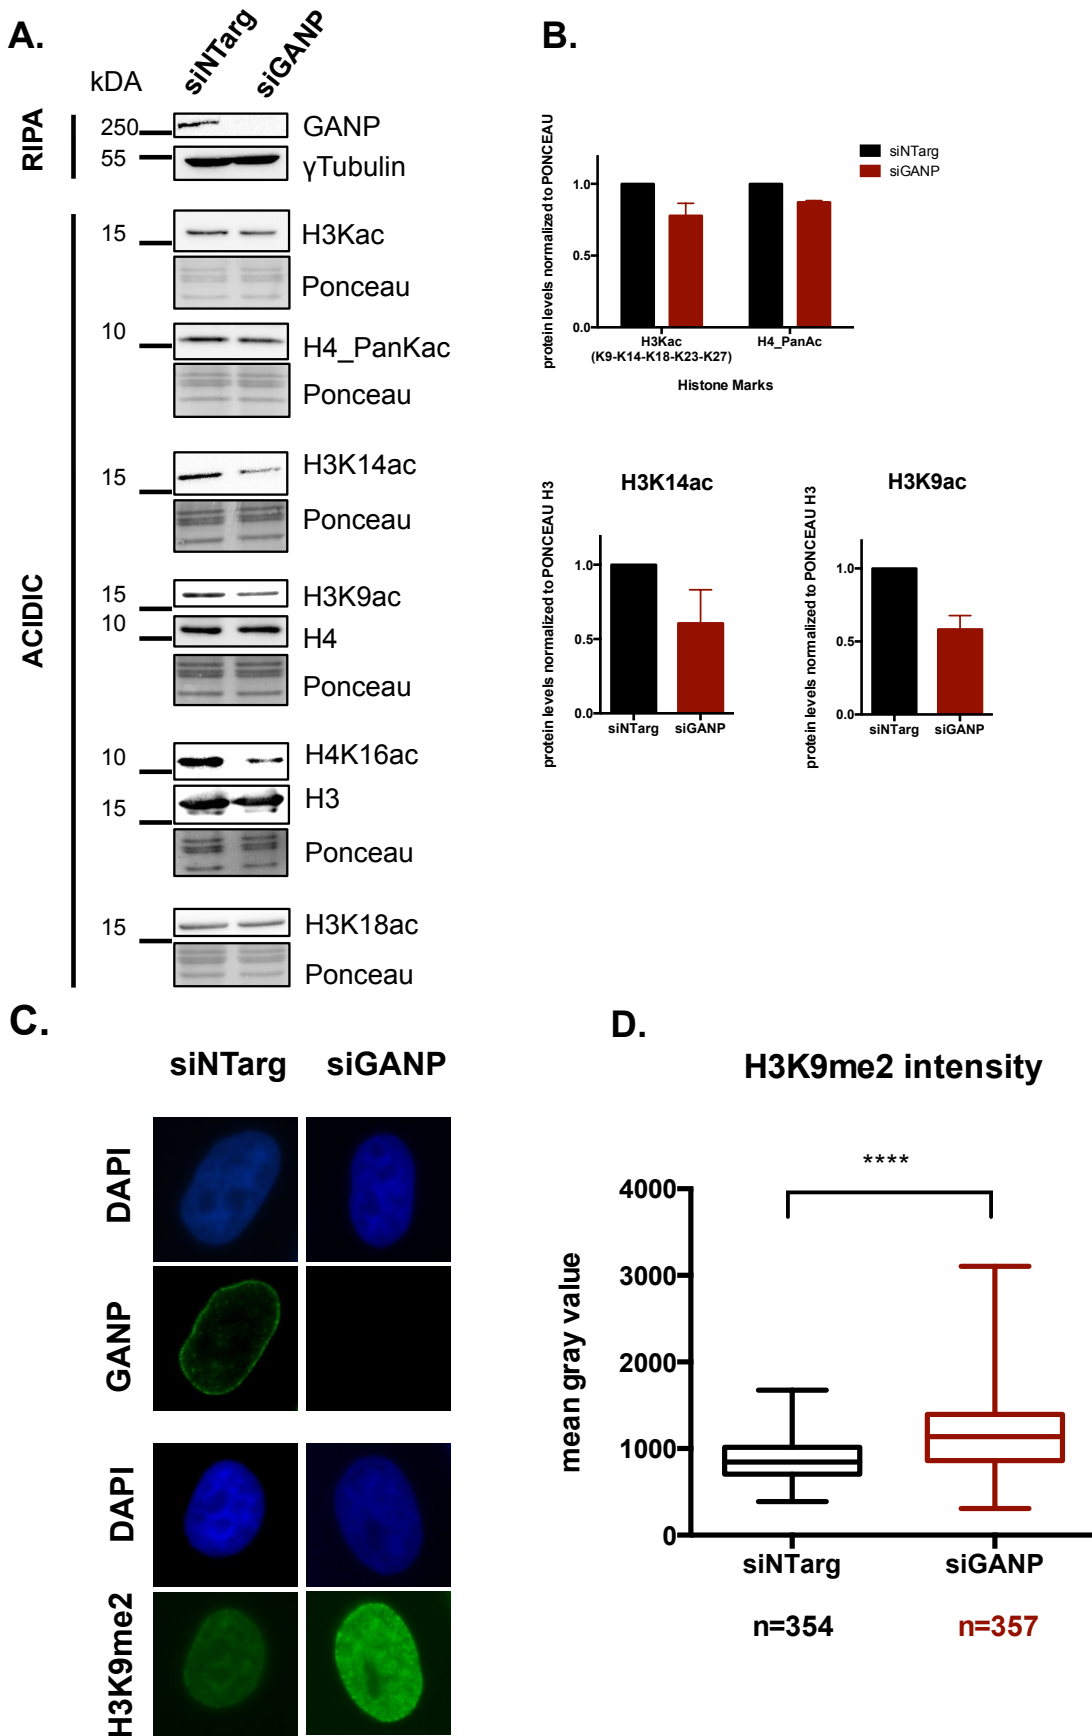 A.
siNTarg siGANP
kDA
RIPA
250 GANP
55 γTubulin
ACIDIC
15 H3Kac
Ponceau
10 H4_PanKac
Ponceau
15 H3K14ac
Ponceau
15 H3K9ac
10 H4
Ponceau
10 H4K16ac
15 H3
Ponceau
15 H3K18ac
Ponceau
B.
siNTarg
siGANP
protein levels normalized to PONCEAU
1.0
0.5
0.0
H3Kac H4_PanAc
(K9-K14-K18-K23-K27)
Histone Marks
H3K14ac
protein levels normalized to PONCEAU H3
1.0
0.5
0.0
siNTarg siGANP
H3K9ac
protein levels normalized to PONCEAU H3
1.0
0.5
0.0
siNTarg siGANP
C.
siNTarg siGANP
DAPI
GANP
DAPI
H3K9me2
D.
H3K9me2 intensity
****
mean gray value
4000
3000
2000
1000
0
siNTarg siGANP
n=354 n=357